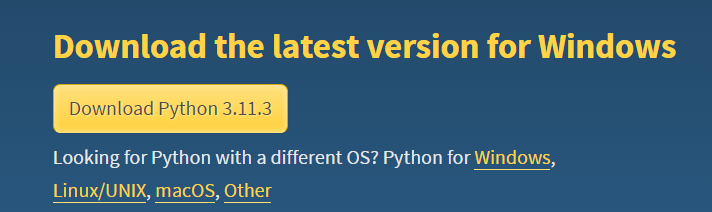 Download the latest version for Windows
Download Python 3.11.3
Looking for Python with a different OS? Python for Windows,
Linux/UNIX, macOS, Other